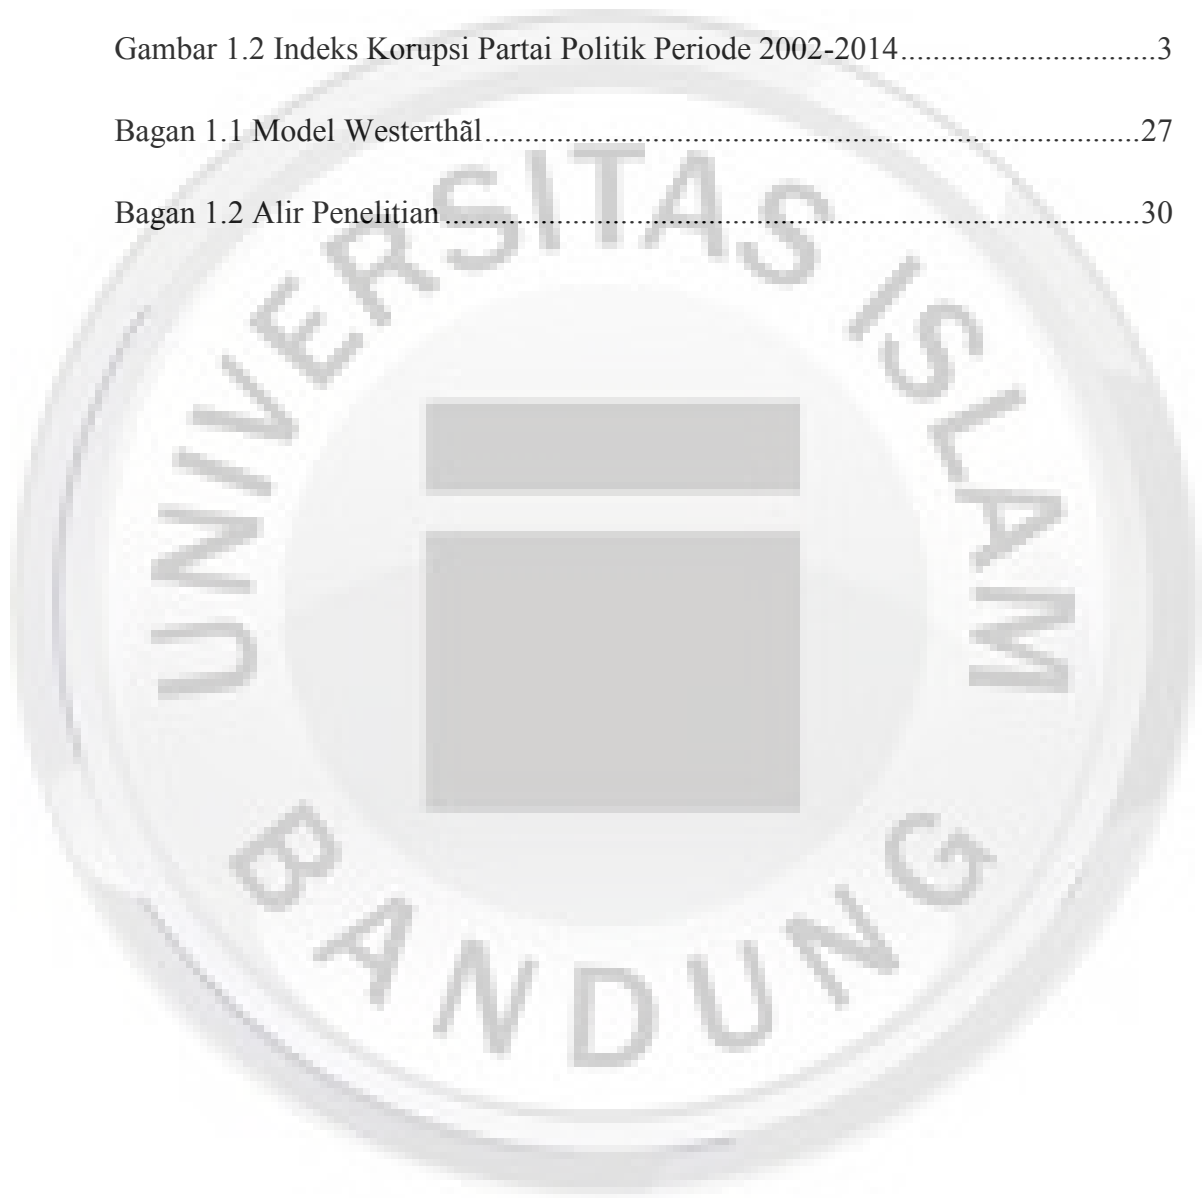 Gambar 1.2 Indeks Korupsi Partai Politik Periode 2002-2014................................3
Bagan 1.1 Model Westerthãl..................................................................................27
Bagan 1.2 Alir Penelitian.......................................................................................30
UNIVERSITAS ISLAM
BANDUNG